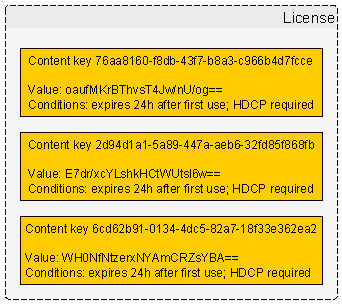 License
Content key 76aa8160-f8db-43f7-b8a3-c966b4d7fcce
Value: oaufMKrBThvsT4Jw/nU/og==
Conditions: expires 24h after first use; HDCP required
Content key 2d94d1a1-5a89-447a-aeb6-32fd85f868fb
Value: E7dr/xcYLshkHCtWUtsI6w==
Conditions: expires 24h after first use; HDCP required
Content key 6cd62b91-0134-4dc5-82a7-18f33e362ea2
Value: WH0NfNtzerxNYAmCRZsYBA==
Conditions: expires 24h after first use; HDCP required